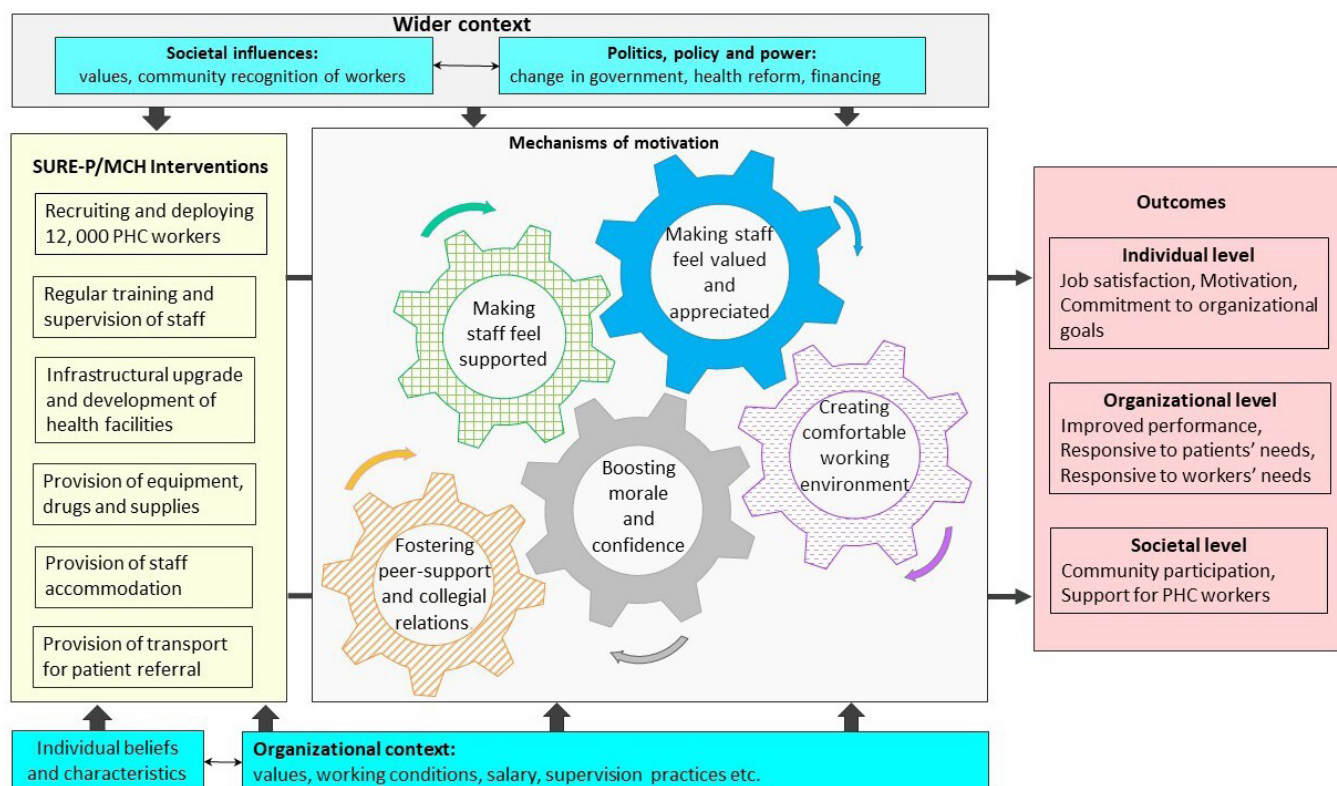 Wider context
Societal influences:
values, community recognition of workers
Politics, policy and power:
change in government, health reform, financing
SURE-P/MCH Interventions
Recruiting and deploying
12, 000 PHC workers
Regular training and
supervision of staff
Infrastructural upgrade
and development of
health facilities
Provision of equipment,
drugs and supplies
Provision of staff
accommodation
Provision of transport
for patient referral
Mechanisms of motivation
Making
staff feel
supported
Making staff
feel valued
and
appreciated
Creating
comfortable
working
environment
Boosting
morale
and
confidence
Fostering
peer-support
and collegial
relations
Outcomes
Individual level
Job satisfaction, Motivation,
Commitment to organizational
goals
Organizational level
Improved performance,
Responsive to patients’ needs,
Responsive to workers’ needs
Societal level
Community participation,
Support for PHC workers
Individual beliefs
and characteristics
Organizational context:
values, working conditions, salary, supervision practices etc.